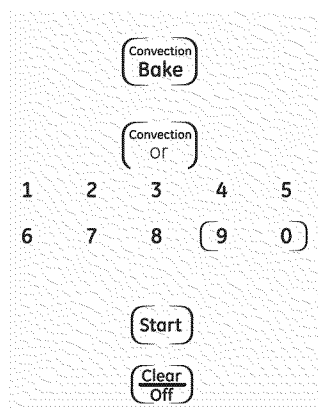 Convection
Bake
Convection
or
1 2 3 4 5
6 7 8 9 0
Start
Clear
Off